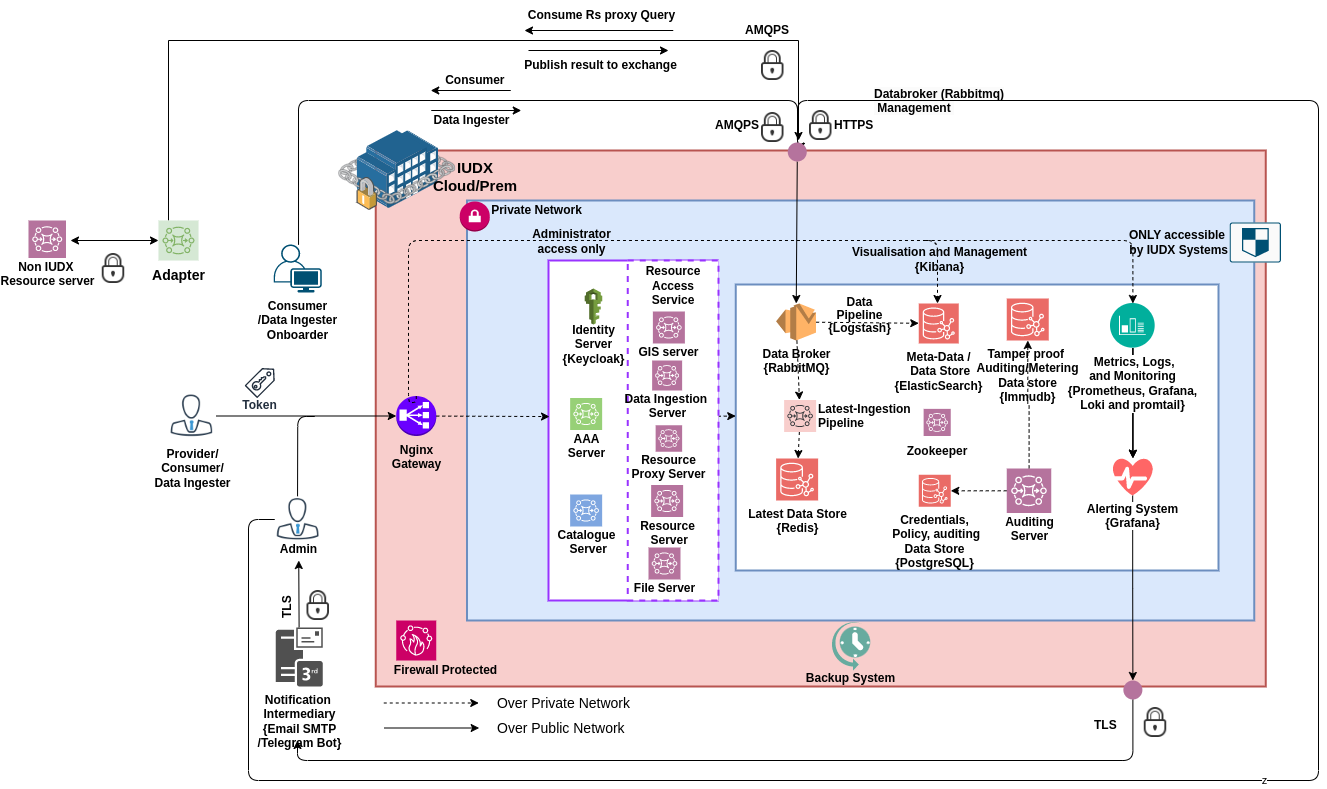 Consume Rs proxy Query
AMQPS
Publish result to exchange
Consumer
Data Ingester
Databroker (Rabbitmq)
Management
AMQPS
HTTPS
IUDX
Cloud/Prem
Private Network
Administrator
access only
ONLY accessible
by IUDX Systems
Visualisation and Management
{Kibana}
Non IUDX
Resource server
Adapter
Consumer
/Data Ingester
Onboarder
Resource
Access
Service
Identity
Server
{Keycloak}
GIS server
Data Ingestion
Server
AAA
Server
Resource
Proxy Server
Catalogue
Server
Resource
Server
File Server
Data
Pipeline
{Logstash}
Data Broker
{RabbitMQ}
Meta-Data /
Data Store
{ElasticSearch}
Tamper proof
Auditing/Metering
Data store
{Immudb}
Metrics, Logs,
and Monitoring
{Prometheus, Grafana,
Loki and promtail}
Latest-Ingestion
Pipeline
Zookeeper
Latest Data Store
{Redis}
Credentials,
Policy, auditing
Data Store
{PostgreSQL}
Auditing
Server
Alerting System
{Grafana}
Token
Provider/
Consumer/
Data Ingester
Nginx
Gateway
Admin
TLS
3rd
Notification
Intermediary
{Email SMTP
/Telegram Bot}
Firewall Protected
Backup System
Over Private Network
Over Public Network
TLS
z